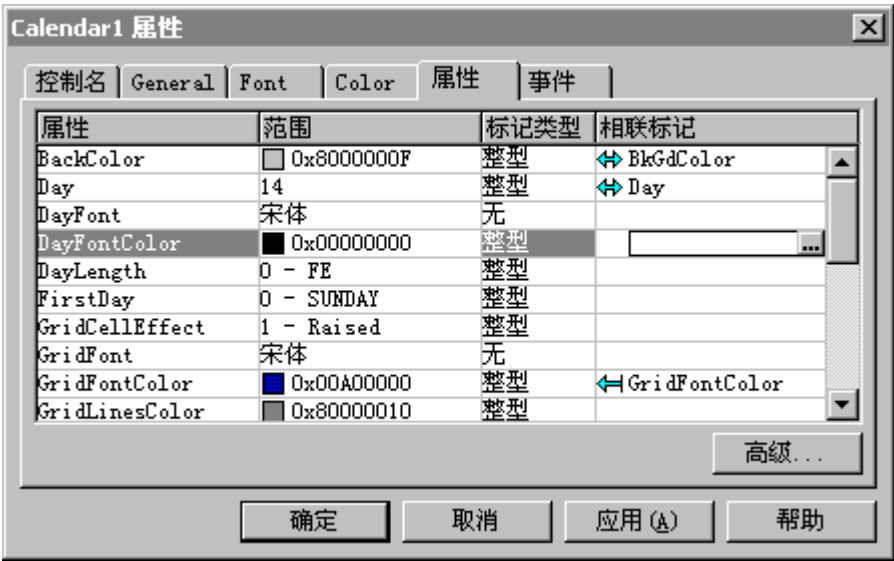 Calendar1 属性
控制名 General Font Color 属性 事件
属性 范围 标记类型 相联标记
BackColor 0x8000000F 整型 BkGdColor
Day 14 整型 Day
DayFont 宋体 无
DayFontColor 0x00000000 整型 ...
DayLength 0 - FE 整型
FirstDay 0 - SUNDAY 整型
GridCellEffect 1 - Raised 整型
GridFont 宋体 无
GridFontColor 0x00A00000 整型 GridFontColor
GridLinesColor 0x80000010 整型
高级...
确定 取消 应用(A) 帮助